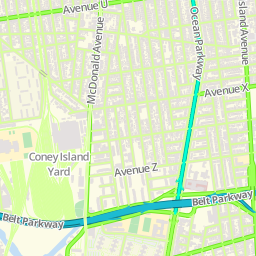 Avenue U
McDonald Avenue
Ocean Parkway
Island Avenue
Avenue X
Coney Island
Yard
Avenue Z
Belt Parkway
Belt Parkway